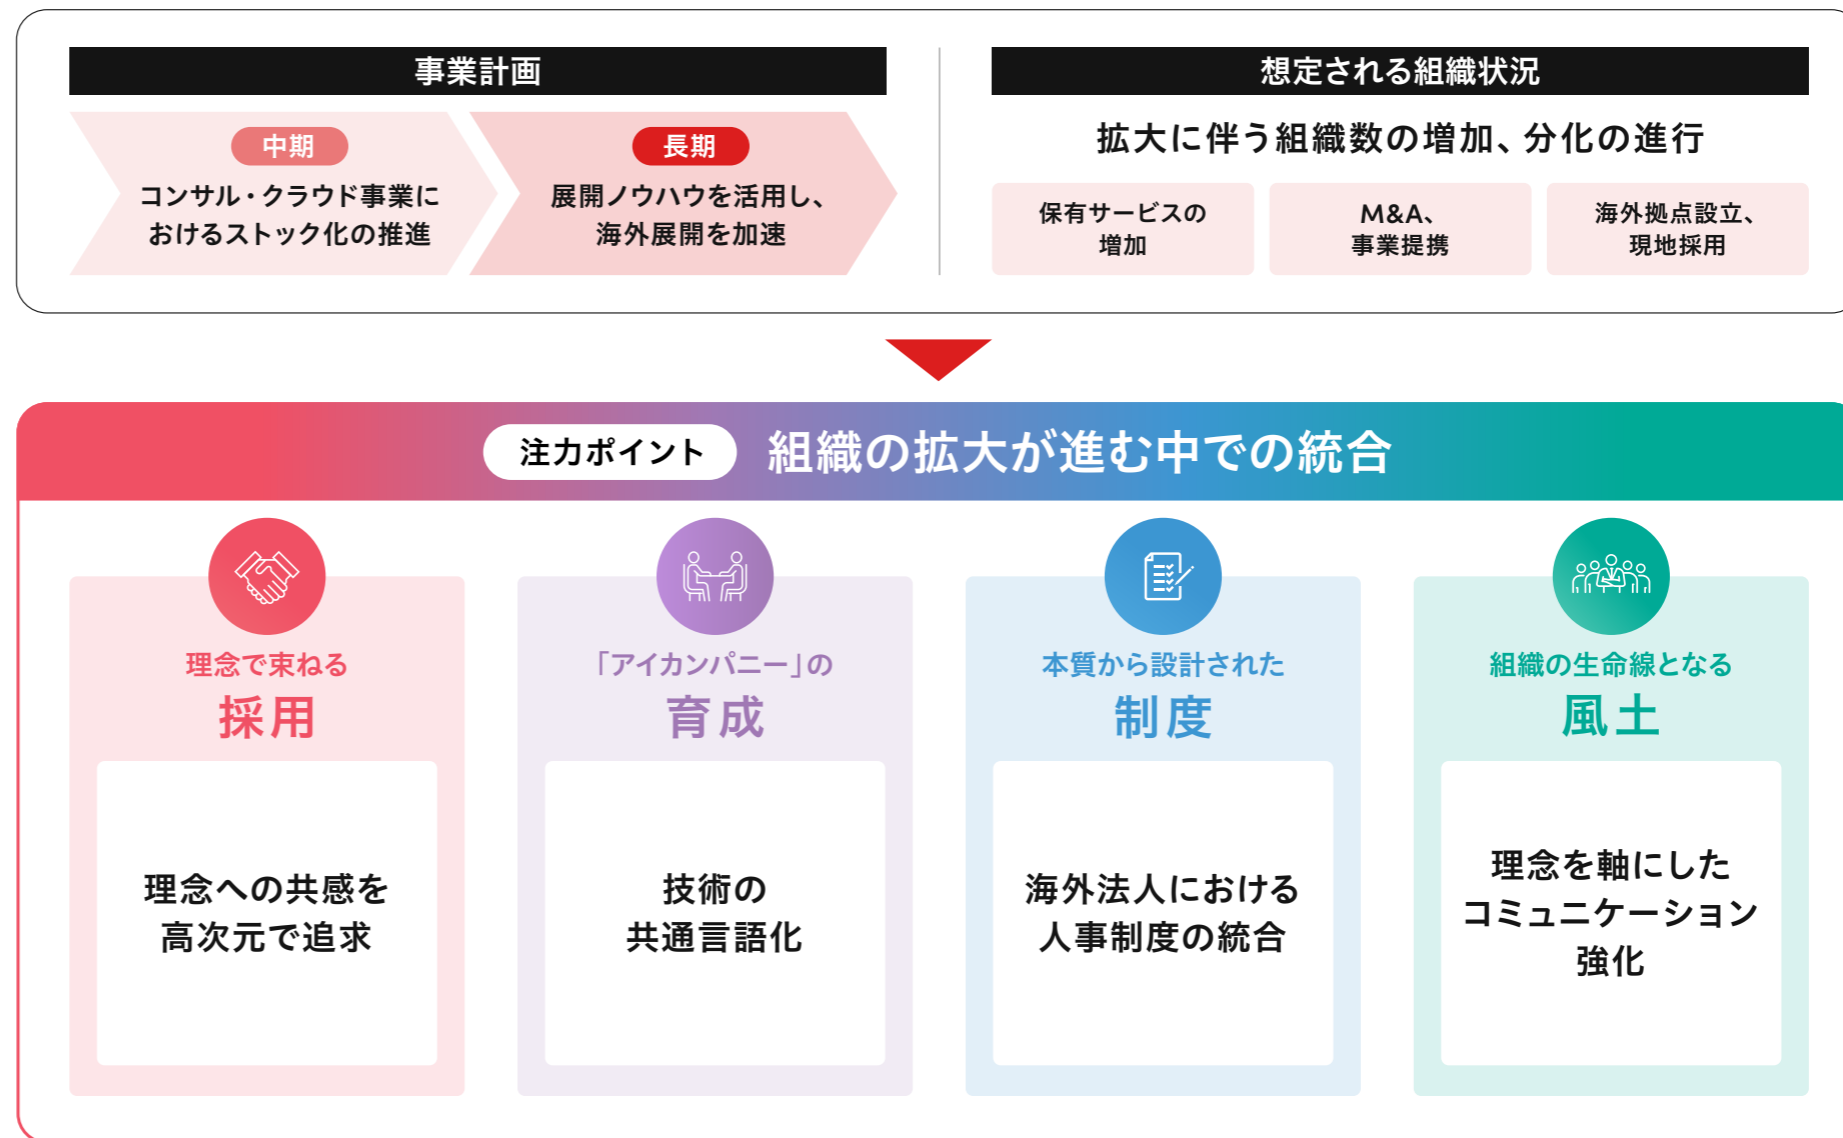 事業計画
中期
コンサル・クラウド事業に
おけるストック化の推進
長期
展開ノウハウを活用し、
海外展開を加速
想定される組織状況
拡大に伴う組織数の増加、分化の進行
保有サービスの
増加
M&A、
事業提携
海外拠点設立、
現地採用
注力ポイント
組織の拡大が進む中での統合
理念で束ねる
採用
理念への共感を
高次元で追求
「アイカンパニー」の
育成
技術の
共通言語化
本質から設計された
制度
海外法人における
人事制度の統合
組織の生命線となる
風土
理念を軸にした
コミュニケーション
強化